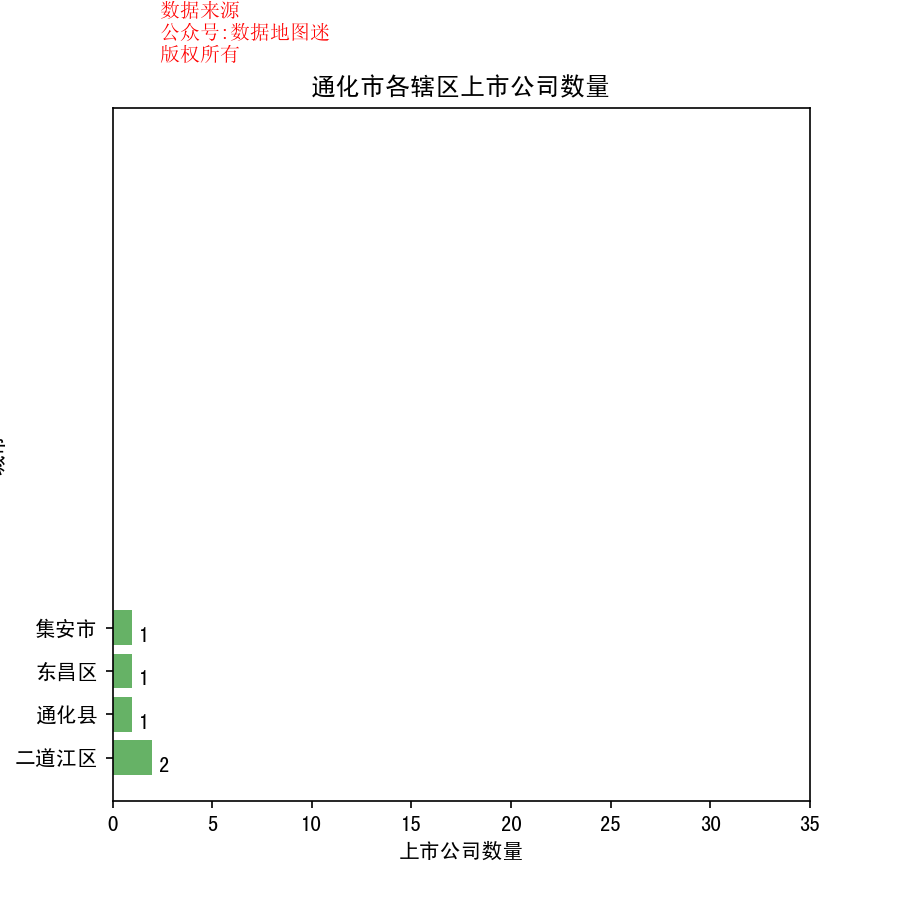 数据来源
公众号:数据地图迷
版权所有
通化市各辖区上市公司数量
集安市 1
东昌区 1
通化县 1
二道江区 2
0 5 10 15 20 25 30 35
上市公司数量